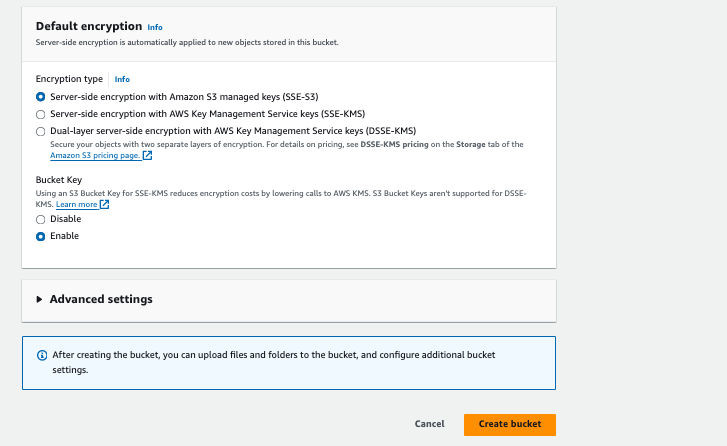 Default encryption Info
Server-side encryption is automatically applied to new objects stored in this bucket.
Encryption type Info
Server-side encryption with Amazon S3 managed keys (SSE-S3)
Server-side encryption with AWS Key Management Service keys (SSE-KMS)
Dual-layer server-side encryption with AWS Key Management Service keys (DSSE-KMS)
Secure your objects with two separate layers of encryption. For details on pricing, see DSSE-KMS pricing on the Storage tab of the
Amazon S3 pricing page.
Bucket Key
Using an S3 Bucket Key for SSE-KMS reduces encryption costs by lowering calls to AWS KMS. S3 Bucket Keys aren't supported for DSSE-
KMS. Learn more
Disable
Enable
Advanced settings
After creating the bucket, you can upload files and folders to the bucket, and configure additional bucket
settings.
Cancel Create bucket